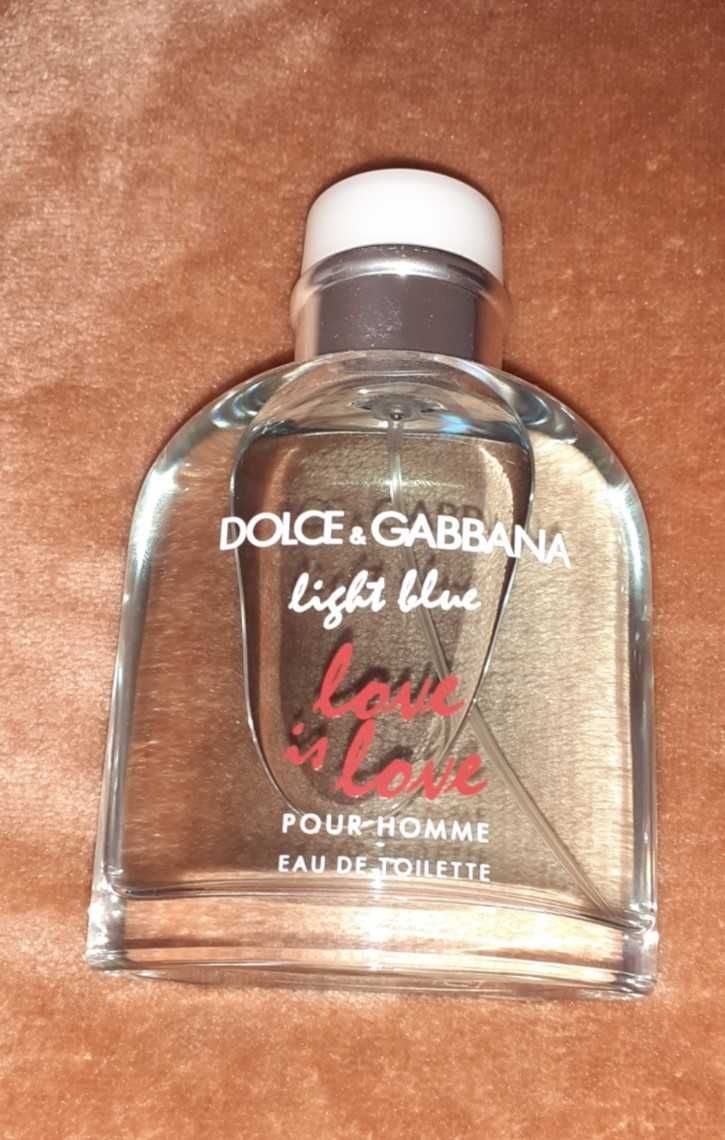 DOLCE & GABBANA
light blue
love
is love
POUR HOMME
EAU DE TOILETTE